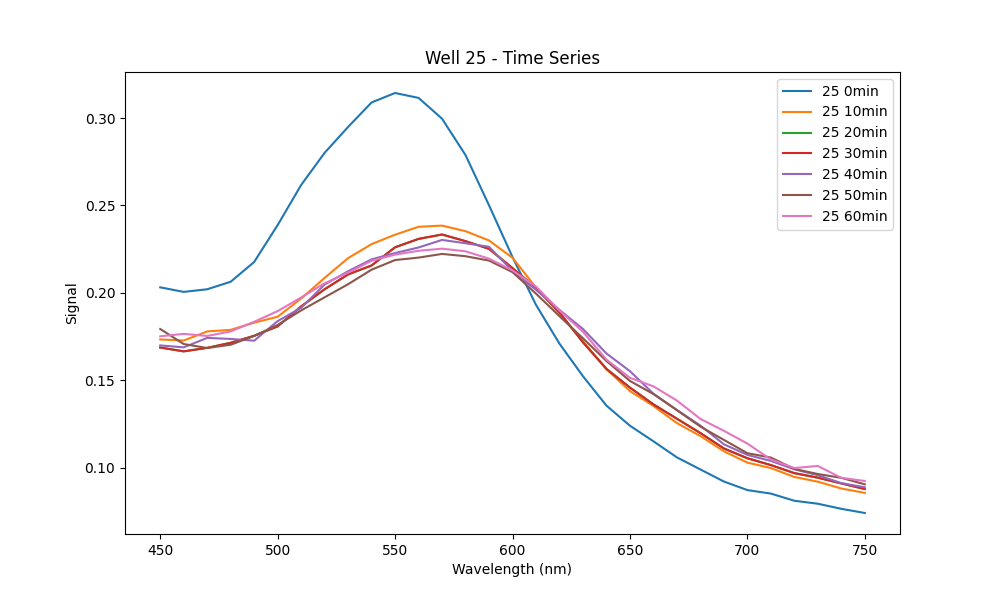 Well 25 - Time Series
25 0min
25 10min
25 20min
25 30min
25 40min
25 50min
25 60min
Signal
0.30
0.25
0.20
0.15
0.10
450 500 550 600 650 700 750
Wavelength (nm)